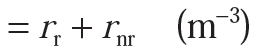 = r_r + r_nr (m⁻³)